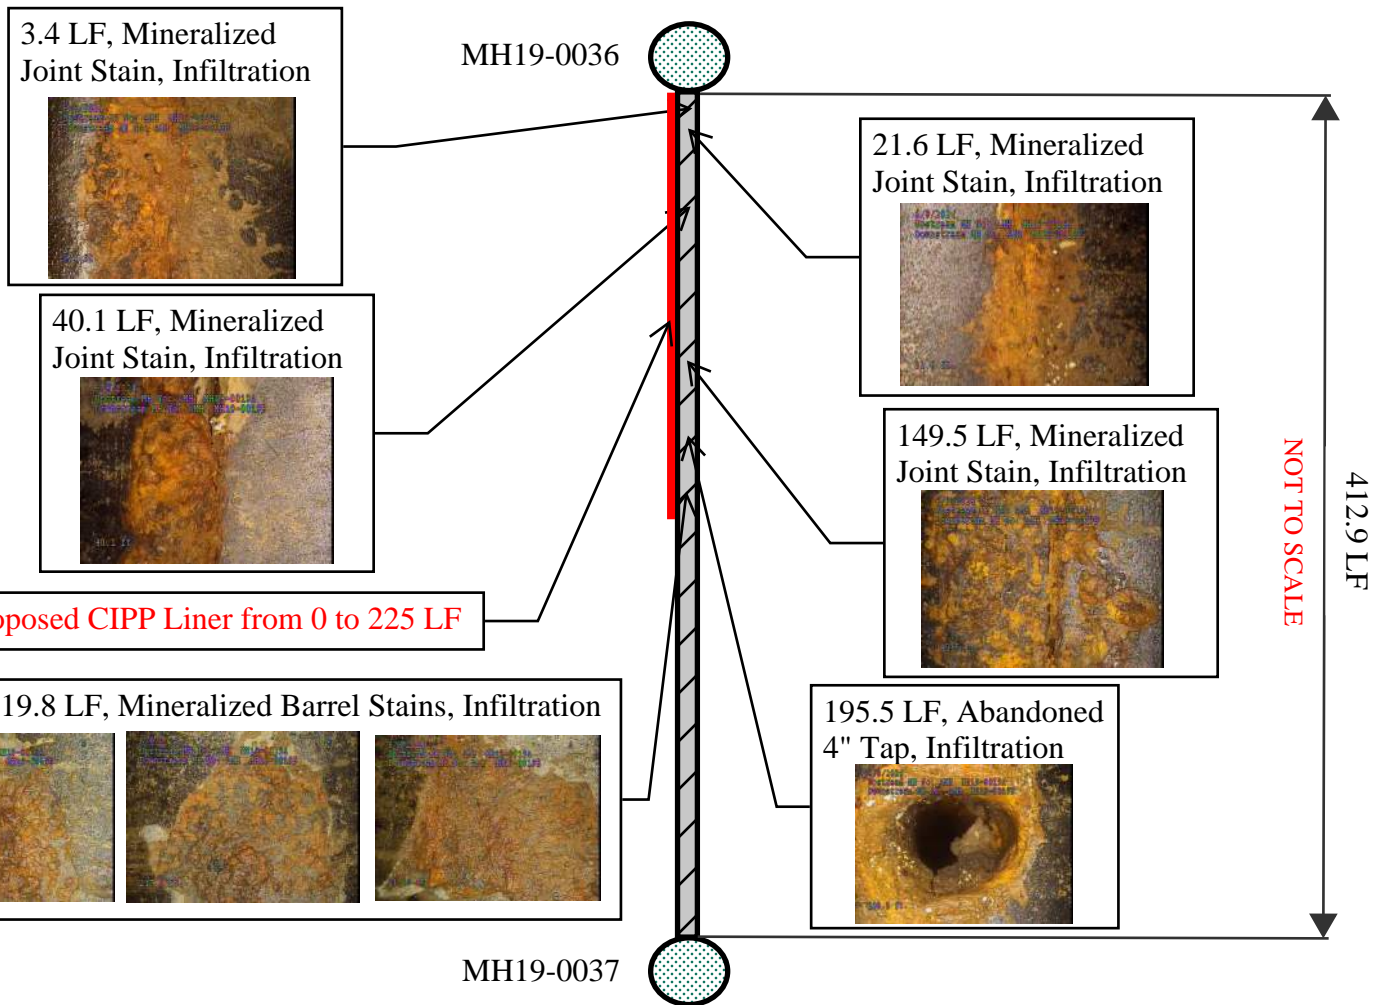 3.4 LF, Mineralized
Joint Stain, Infiltration
MH19-0036
21.6 LF, Mineralized
Joint Stain, Infiltration
40.1 LF, Mineralized
Joint Stain, Infiltration
149.5 LF, Mineralized
Joint Stain, Infiltration
NOT TO SCALE
412.9 LF
posed CIPP Liner from 0 to 225 LF
19.8 LF, Mineralized Barrel Stains, Infiltration
195.5 LF, Abandoned
4" Tap, Infiltration
MH19-0037